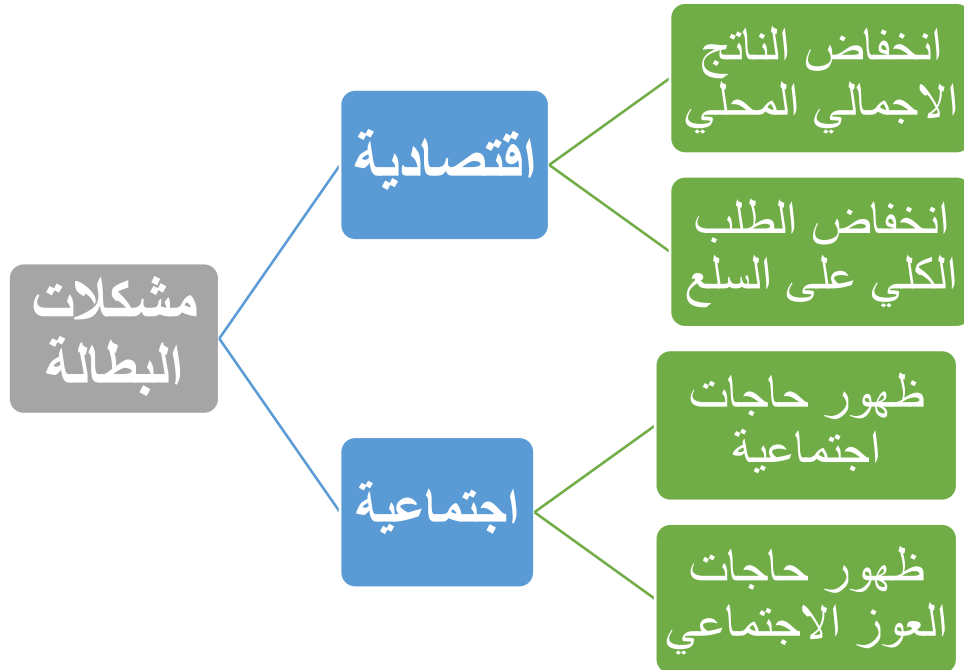 مشكلات
البطالة
اقتصادية
انخفاض الناتج
الاجمالي المحلي
انخفاض الطلب
الكلي على السلع
اجتماعية
ظهور حاجات
اجتماعية
ظهور حاجات
العوز الاجتماعي